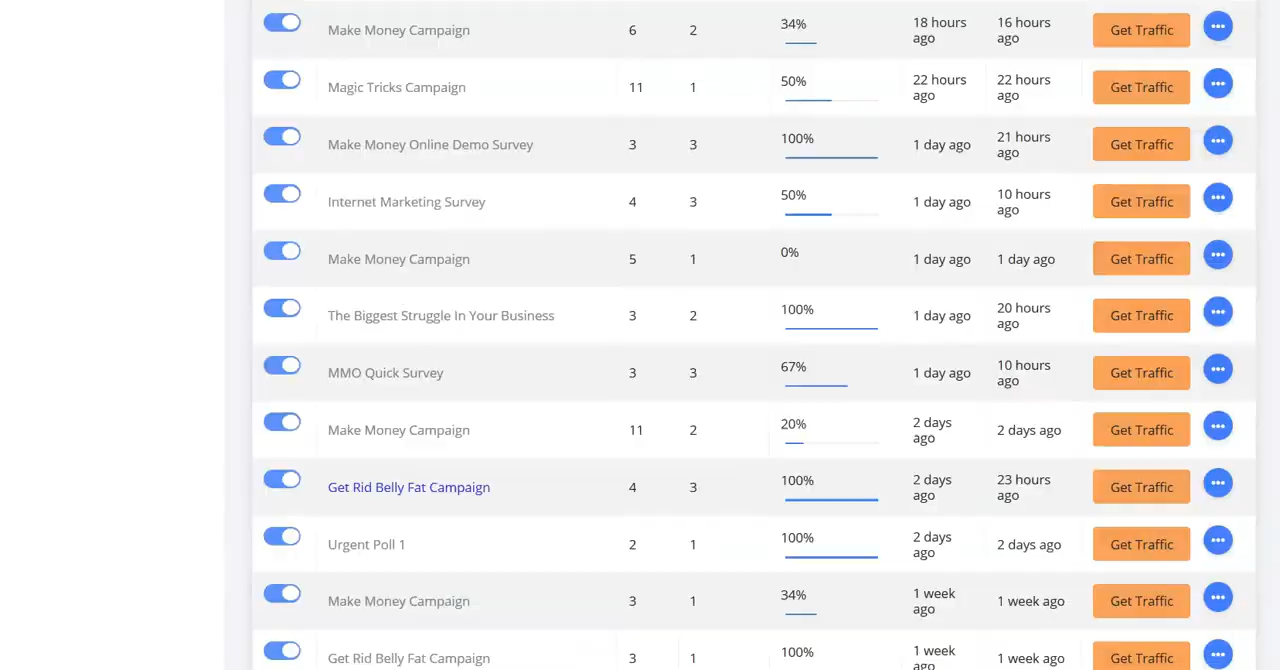 Make Money Campaign 6 2 34% 18 hours ago 16 hours ago Get Traffic
Magic Tricks Campaign 11 1 50% 22 hours ago 22 hours ago Get Traffic
Make Money Online Demo Survey 3 3 100% 1 day ago 21 hours ago Get Traffic
Internet Marketing Survey 4 3 50% 1 day ago 10 hours ago Get Traffic
Make Money Campaign 5 1 0% 1 day ago 1 day ago Get Traffic
The Biggest Struggle In Your Business 3 2 100% 1 day ago 20 hours ago Get Traffic
MMO Quick Survey 3 3 67% 1 day ago 10 hours ago Get Traffic
Make Money Campaign 11 2 20% 2 days ago 2 days ago Get Traffic
Get Rid Belly Fat Campaign 4 3 100% 2 days ago 23 hours ago Get Traffic
Urgent Poll 1 2 1 100% 2 days ago 2 days ago Get Traffic
Make Money Campaign 3 1 34% 1 week ago 1 week ago Get Traffic
Get Rid Belly Fat Campaign 3 1 100% 1 week ago 1 week ago Get Traffic